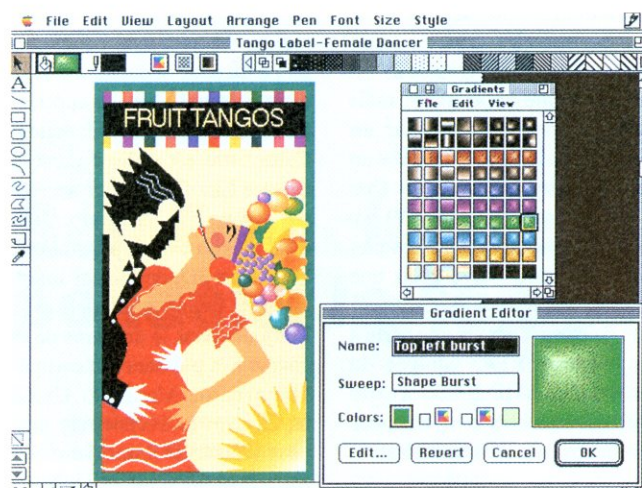 File Edit View Layout Arrange Pen Font Size Style
Tango Label-Female Dancer
A
FRUIT TANGOS
Gradients
File Edit View
Gradient Editor
Name: Top left burst
Sweep: Shape Burst
Colors:
Edit... Revert Cancel OK